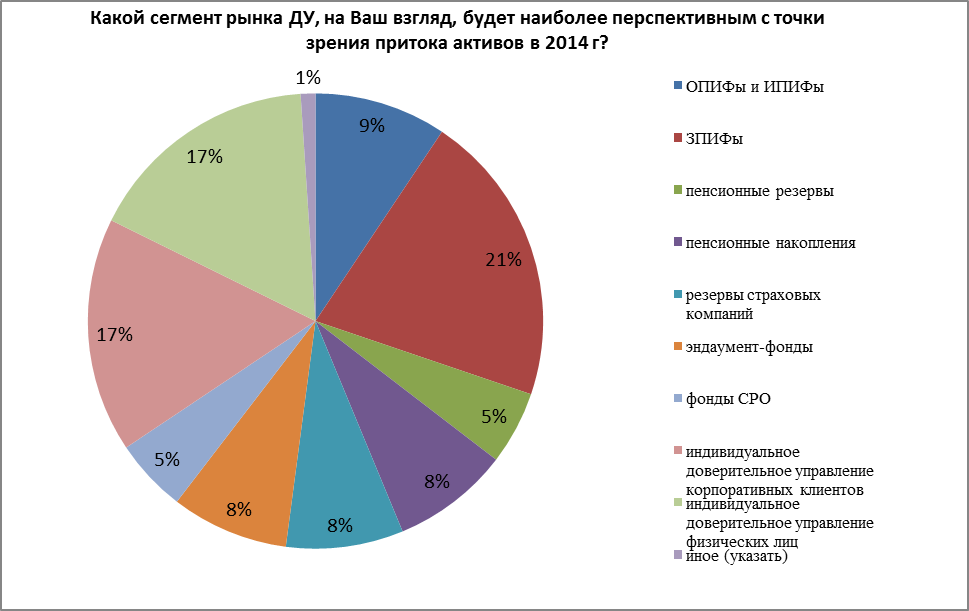 Какой сегмент рынка ДУ, на Ваш взгляд, будет наиболее перспективным с точки
зрения притока активов в 2014 г?
1%
9%
17%
21%
17%
5%
5%
8%
8%
8%
ОПИФы и ИПИФы
ЗПИФы
пенсионные резервы
пенсионные накопления
резервы страховых
компаний
эндаумент-фонды
фонды СРО
индивидуальное
доверительное управление
корпоративных клиентов
индивидуальное
доверительное управление
физических лиц
иное (указать)